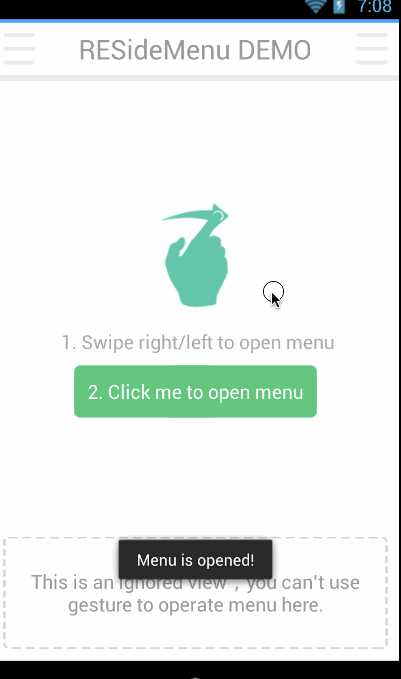 7:08
RESideMenu DEMO
1. Swipe right/left to open menu
2. Click me to open menu
Menu is opened!
This is an ignored view , you can't use
gesture to operate menu here.